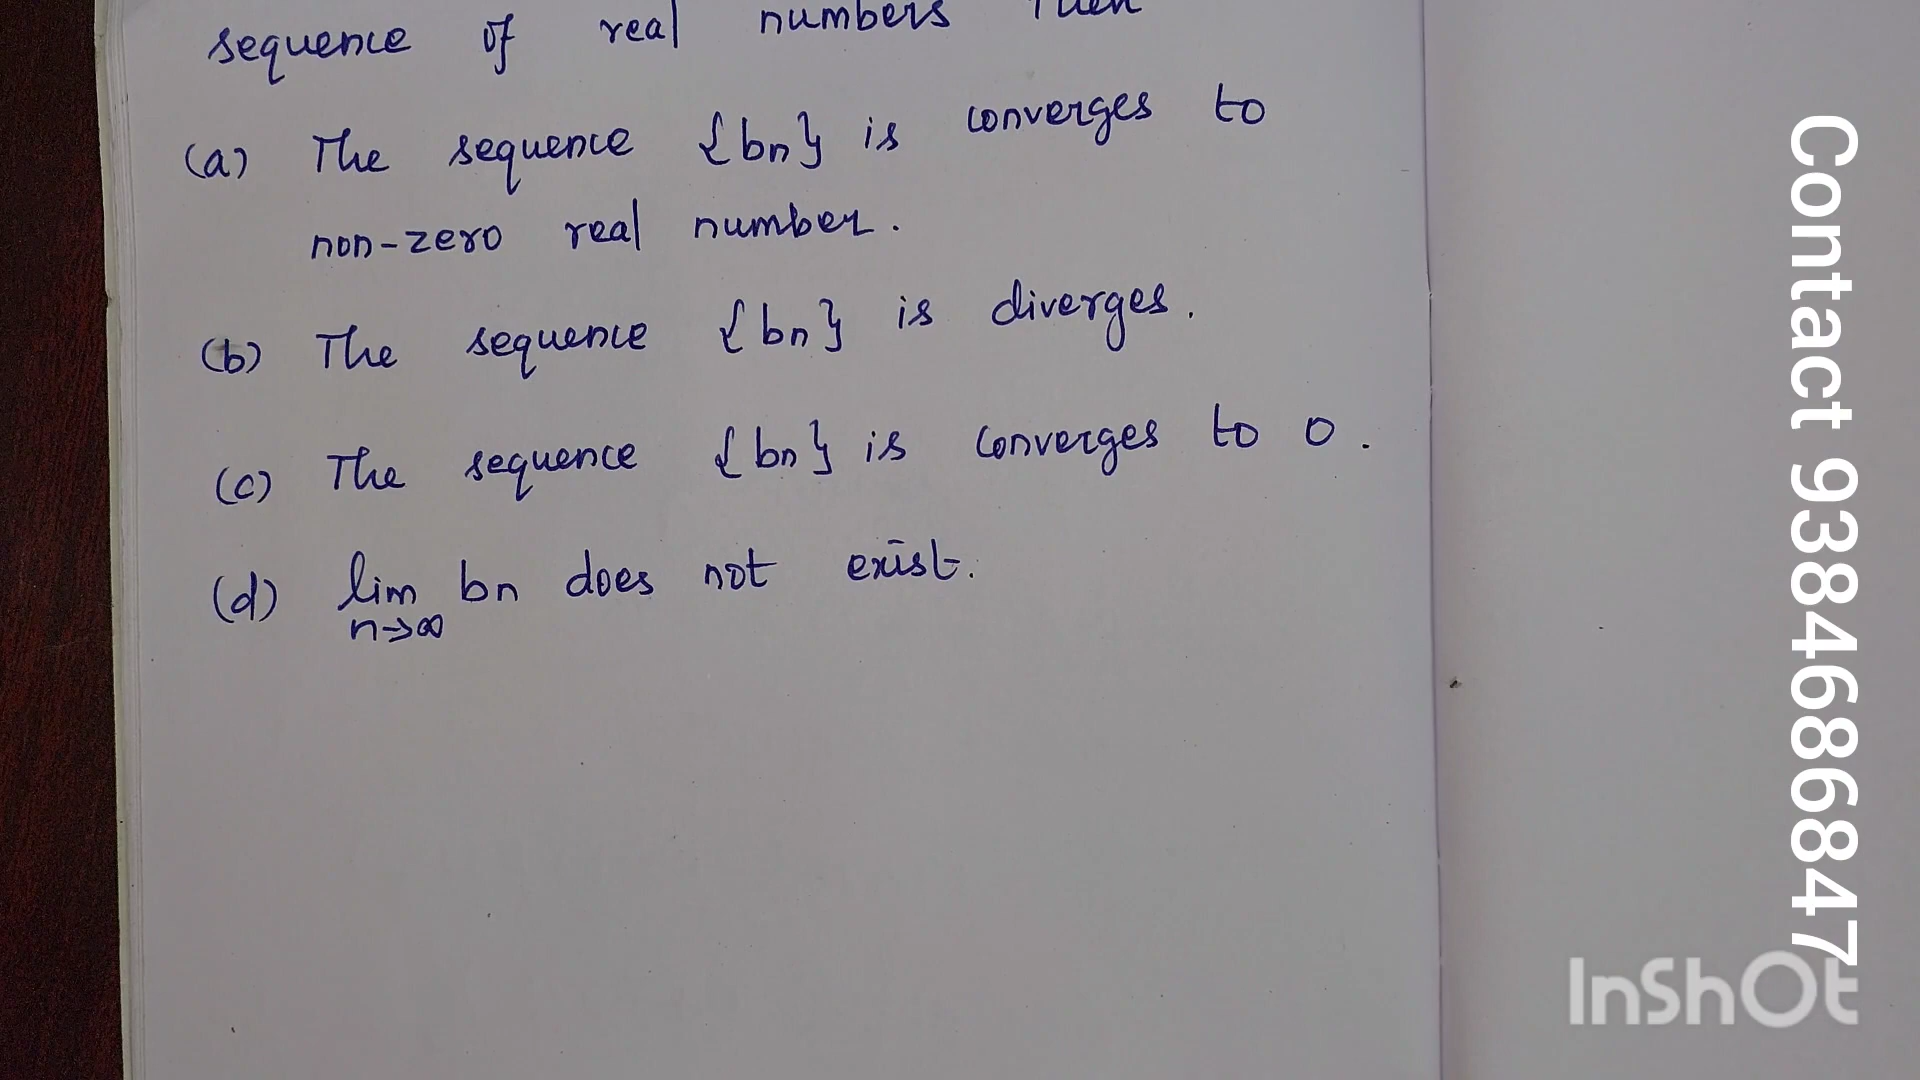 sequence of real numbers Then
(a) The sequence {bn} is converges to
non-zero real number.
(b) The sequence {bn} is diverges.
(c) The sequence {bn} is converges to 0.
(d) lim bn does not exist.
n→∞
Contact 9384686847
InShOt